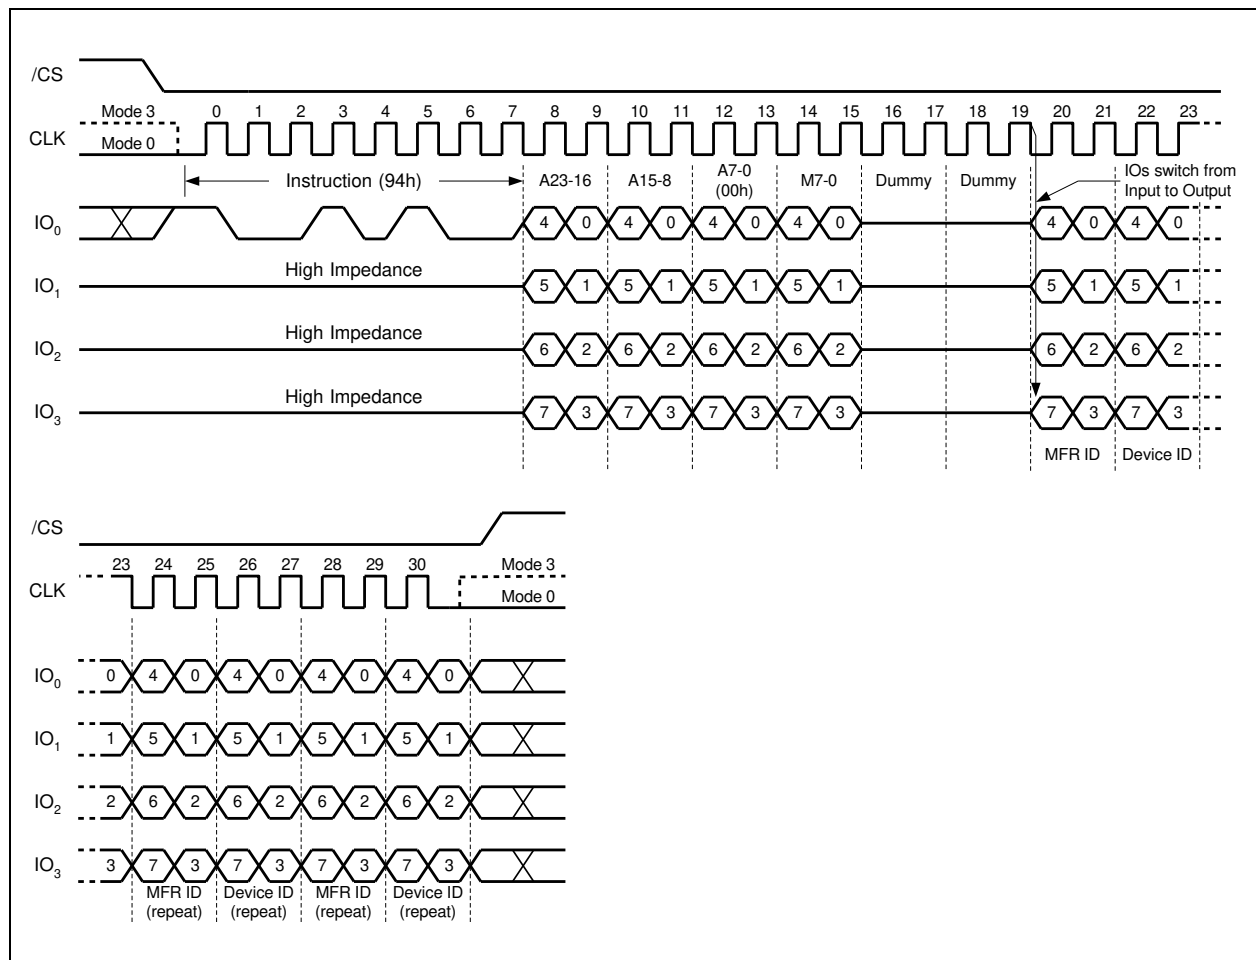 /CS
Mode 3 0 1 2 3 4 5 6 7 8 9 10 11 12 13 14 15 16 17 18 19 20 21 22 23
CLK
Mode 0
Instruction (94h) A23-16 A15-8 A7-0 M7-0 Dummy Dummy IOs switch from
(00h) Input to Output
IO0 4 0 4 0 4 0 4 0 4 0 4 0
High Impedance
IO1 5 1 5 1 5 1 5 1 5 1 5 1
High Impedance
IO2 6 2 6 2 6 2 6 2 6 2 6 2
High Impedance
IO3 7 3 7 3 7 3 7 3 7 3 7 3
MFR ID Device ID
/CS
23 24 25 26 27 28 29 30 Mode 3
CLK
Mode 0
IO0 0 4 0 4 0 4 0 4 0
IO1 1 5 1 5 1 5 1 5 1
IO2 2 6 2 6 2 6 2 6 2
IO3 3 7 3 7 3 7 3 7 3
MFR ID Device ID MFR ID Device ID
(repeat) (repeat) (repeat) (repeat)